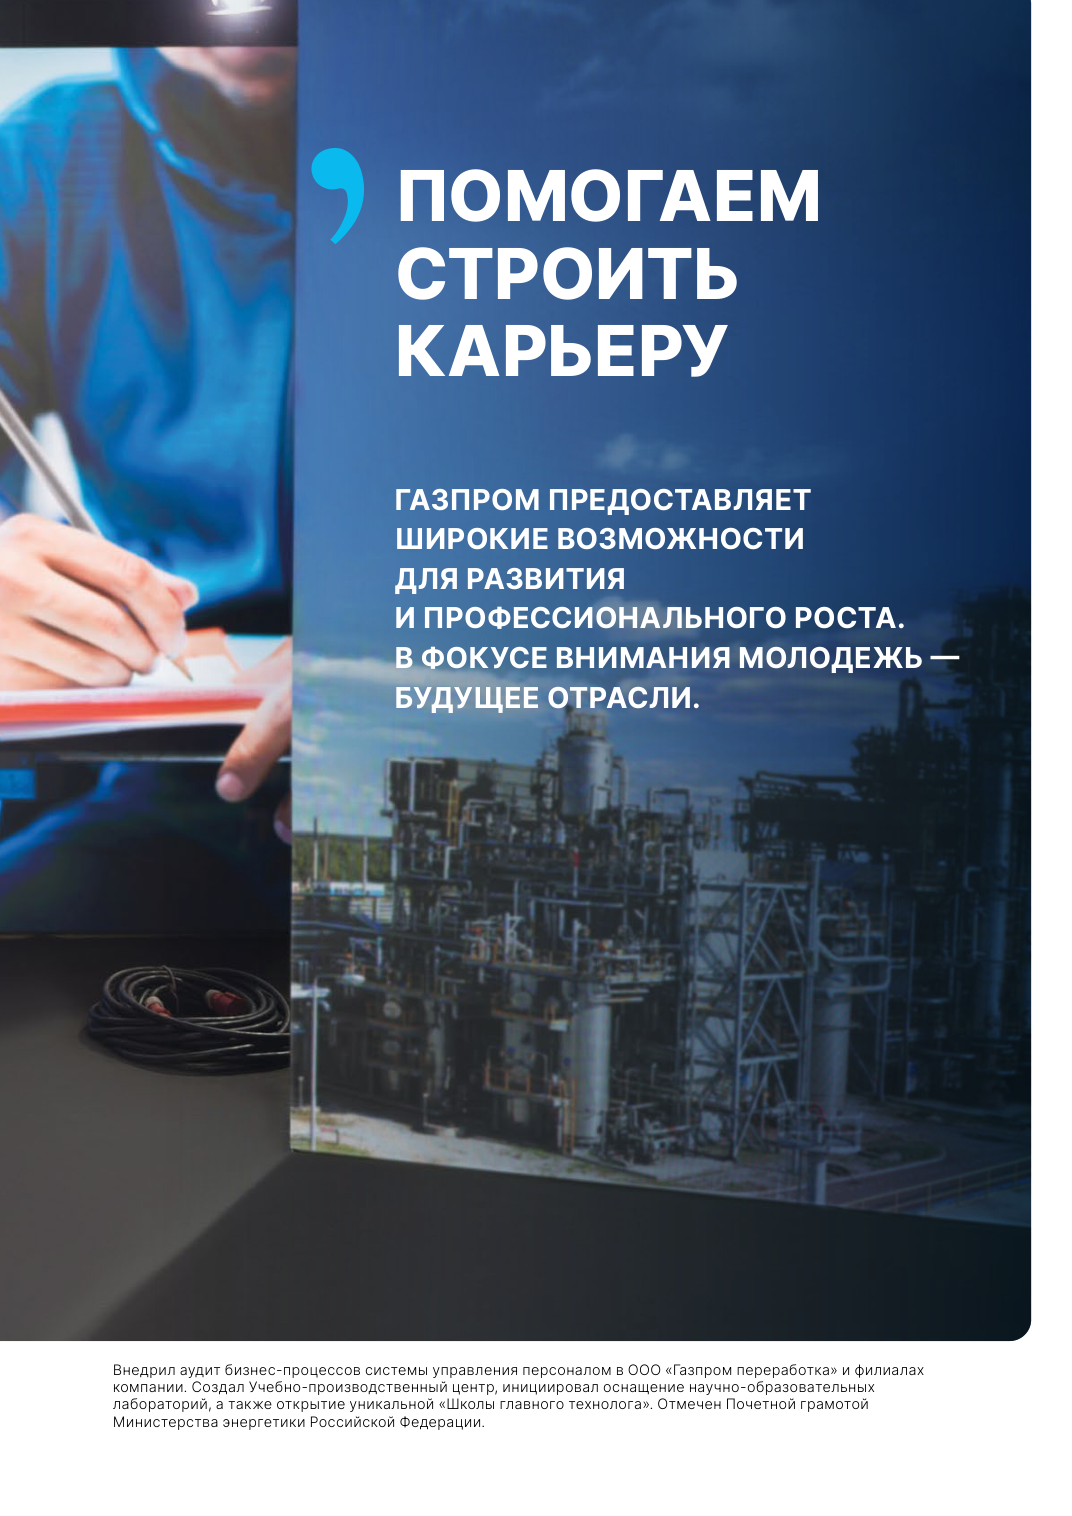 ПОМОГАЕМ
СТРОИТЬ
КАРЬЕРУ
ГАЗПРОМ ПРЕДОСТАВЛЯЕТ
ШИРОКИЕ ВОЗМОЖНОСТИ
ДЛЯ РАЗВИТИЯ
И ПРОФЕССИОНАЛЬНОГО РОСТА.
В ФОКУСЕ ВНИМАНИЯ МОЛОДЕЖЬ —
БУДУЩЕЕ ОТРАСЛИ.
Внедрил аудит бизнес-процессов системы управления персоналом в ООО «Газпром переработка» и филиалах
компании. Создал Учебно-производственный центр, инициировал оснащение научно-образовательных
лабораторий, а также открытие уникальной «Школы главного технолога». Отмечен Почетной грамотой
Министерства энергетики Российской Федерации.